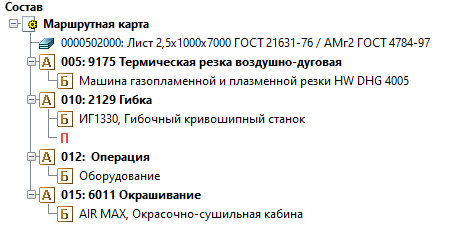 Состав
Маршрутная карта
0000502000: Лист 2,5х1000х7000 ГОСТ 21631-76 / АМг2 ГОСТ 4784-97
А 005: 9175 Термическая резка воздушно-дуговая
Б Машина газопламенной и плазменной резки HW DHG 4005
А 010: 2129 Гибка
Б ИГ1330, Гибочный кривошипный станок
П
А 012: Операция
Б Оборудование
А 015: 6011 Окрашивание
Б AIR MAX, Окрасочно-сушильная кабина